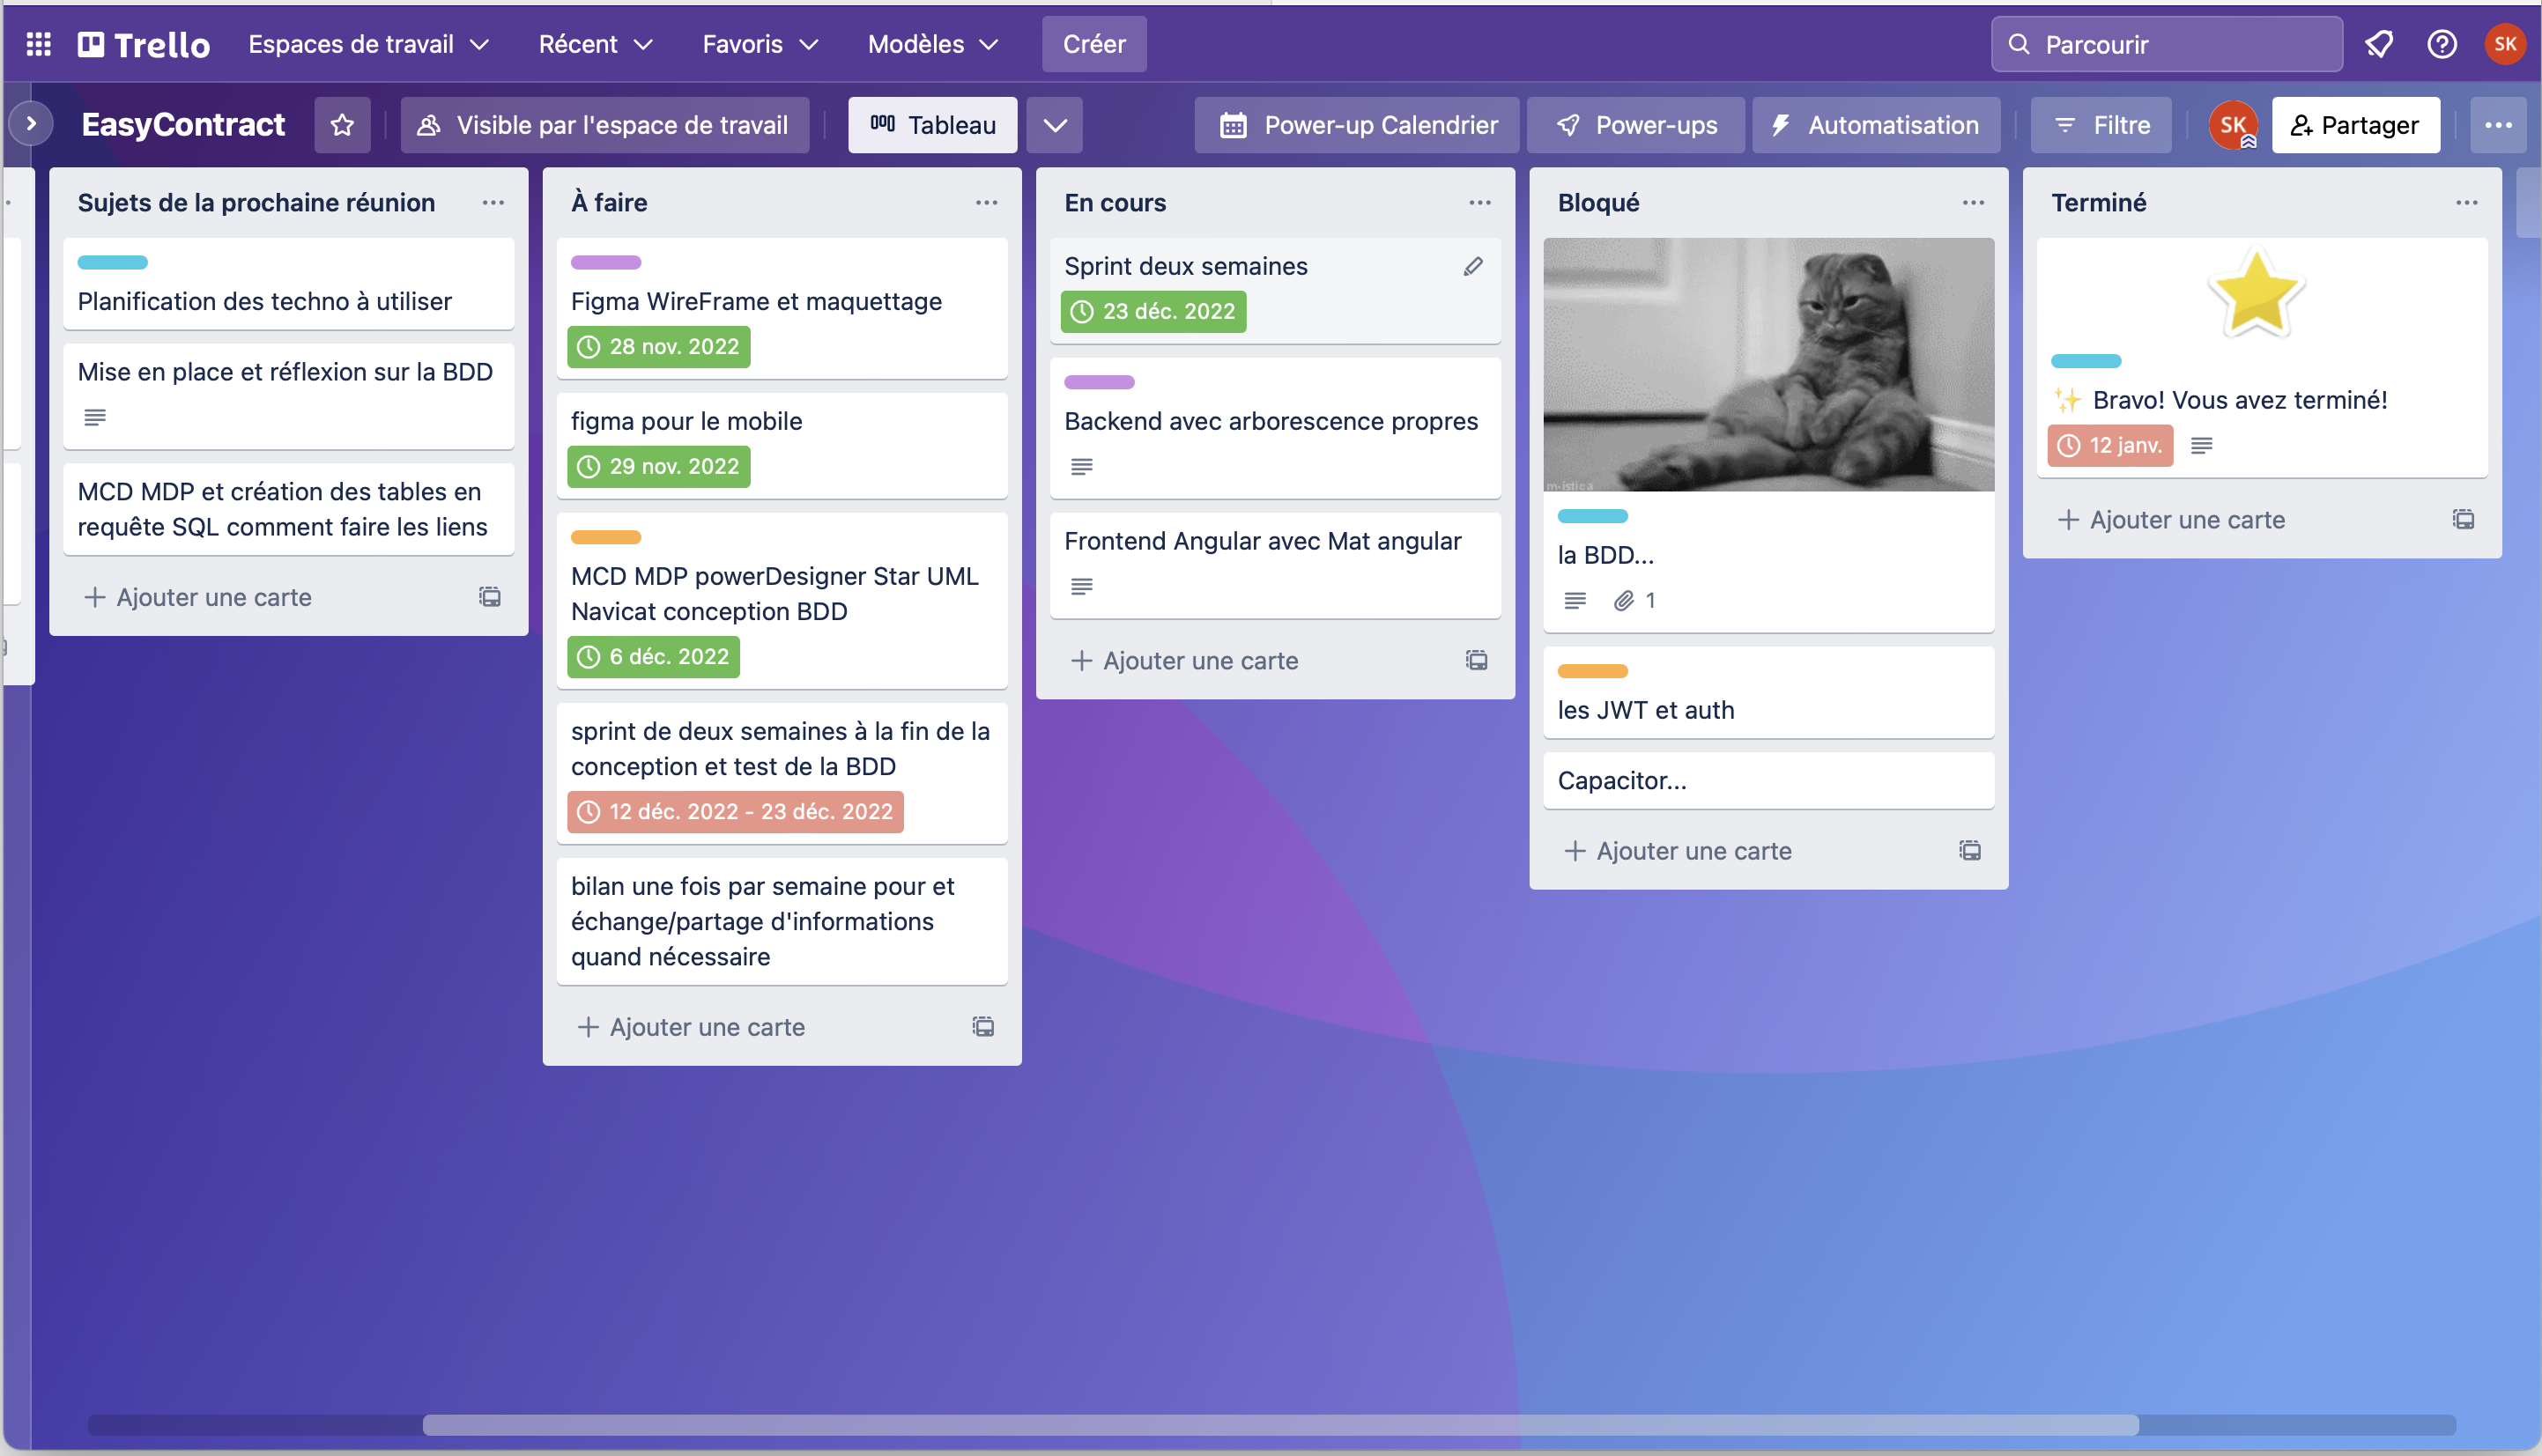 Trello
Espaces de travail
Récent
Favoris
Modèles
Créer
Parcourir
SK
EasyContract
Visible par l'espace de travail
Tableau
Power-up Calendrier
Power-ups
Automatisation
Filtre
SK
Partager
Sujets de la prochaine réunion
Planification des techno à utiliser
Mise en place et réflexion sur la BDD
MCD MDP et création des tables en
requête SQL comment faire les liens
+ Ajouter une carte
À faire
Figma WireFrame et maquettage
28 nov. 2022
figma pour le mobile
29 nov. 2022
MCD MDP powerDesigner Star UML
Navicat conception BDD
6 déc. 2022
sprint de deux semaines à la fin de la
conception et test de la BDD
12 déc. 2022 - 23 déc. 2022
bilan une fois par semaine pour et
échange/partage d'informations
quand nécessaire
+ Ajouter une carte
En cours
Sprint deux semaines
23 déc. 2022
Backend avec arborescence propres
Frontend Angular avec Mat angular
+ Ajouter une carte
Bloqué
m-istica
la BDD...
1
les JWT et auth
Capacitor...
+ Ajouter une carte
Terminé
✨ Bravo! Vous avez terminé!
12 janv.
+ Ajouter une carte